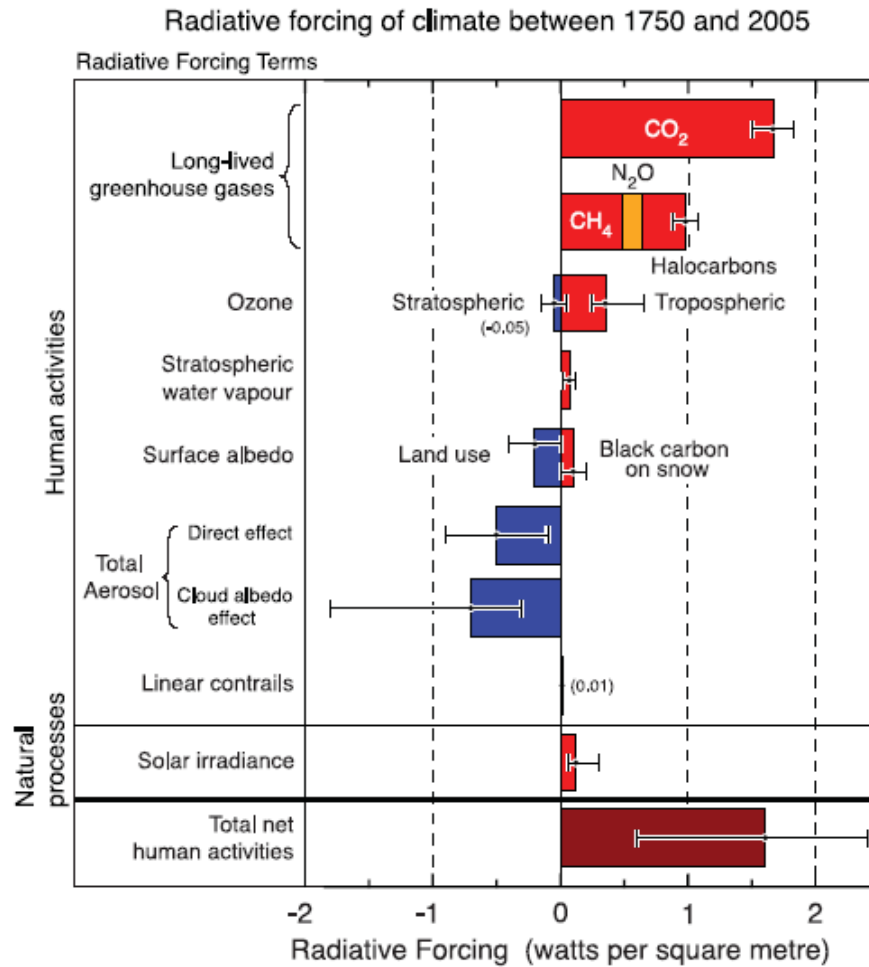 Radiative forcing of climate between 1750 and 2005
Radiative Forcing Terms
CO2
Long-lived
greenhouse gases
N2O
CH4
Halocarbons
Ozone
Stratospheric
(-0.05)
Tropospheric
Human activities
Stratospheric
water vapour
Surface albedo
Land use
Black carbon
on snow
Total
Aerosol
Direct effect
Cloud albedo
effect
Linear contrails
(0.01)
Natural
processes
Solar irradiance
Total net
human activities
-2 -1 0 1 2
Radiative Forcing (watts per square metre)